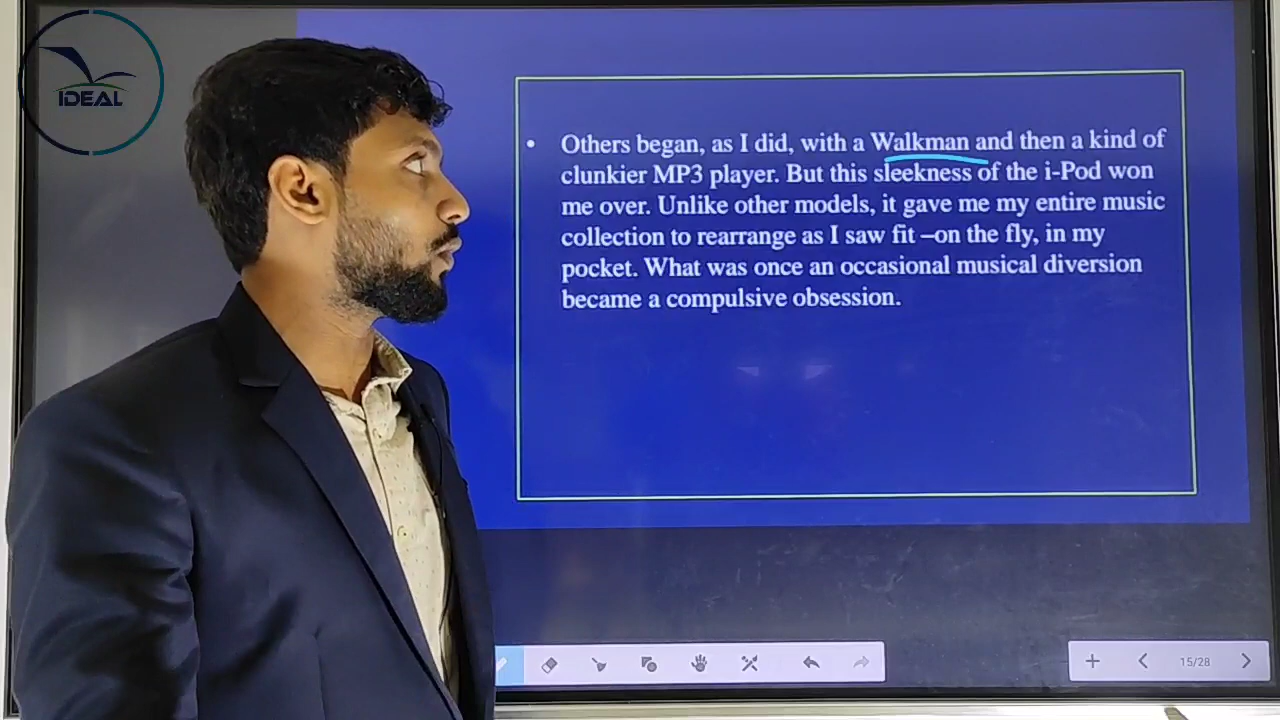 IDEAL
• Others began, as I did, with a Walkman and then a kind of
clunkier MP3 player. But this sleekness of the i-Pod won
me over. Unlike other models, it gave me my entire music
collection to rearrange as I saw fit –on the fly, in my
pocket. What was once an occasional musical diversion
became a compulsive obsession.
15/28